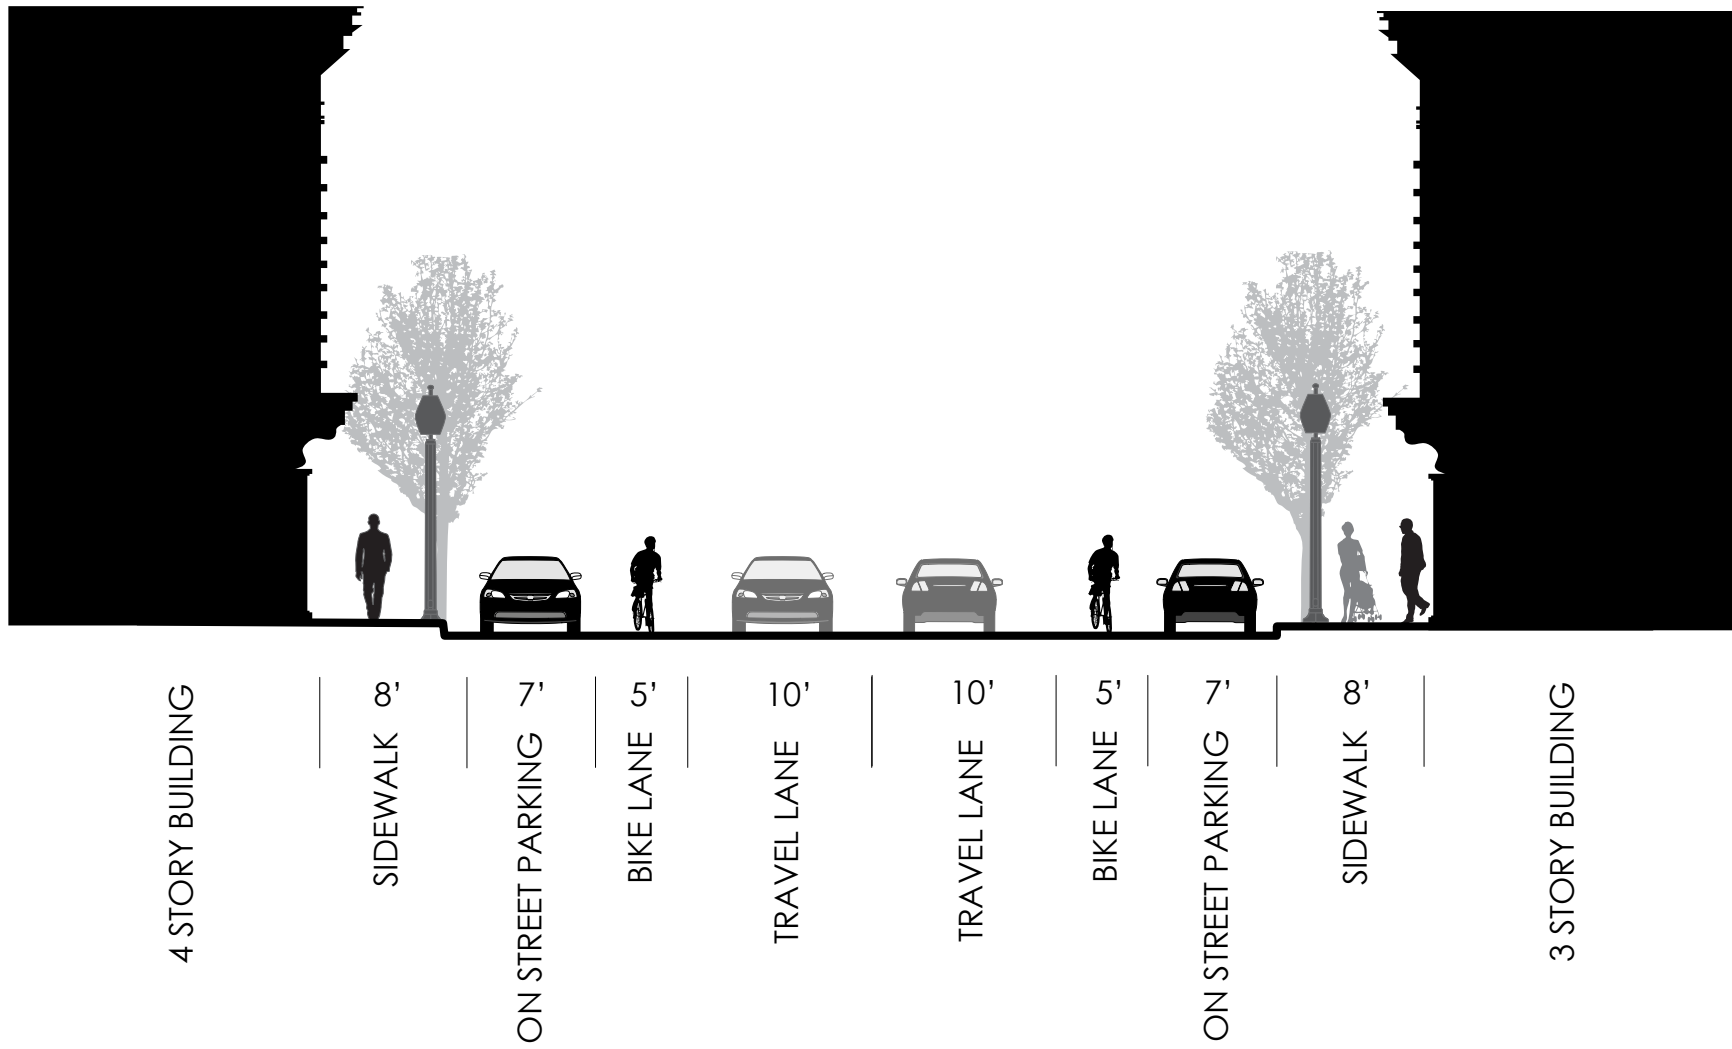 4 STORY BUILDING
8’
SIDEWALK
7’
ON STREET PARKING
5’
BIKE LANE
10’
TRAVEL LANE
10’
TRAVEL LANE
5’
BIKE LANE
7’
ON STREET PARKING
8’
SIDEWALK
3 STORY BUILDING